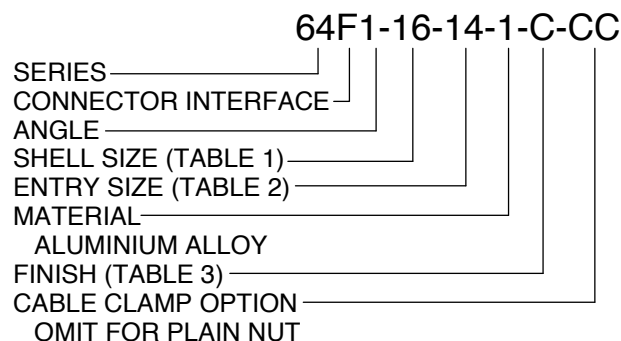 64F1-16-14-1-C-CC
SERIES
CONNECTOR INTERFACE
ANGLE
SHELL SIZE (TABLE 1)
ENTRY SIZE (TABLE 2)
MATERIAL
ALUMINIUM ALLOY
FINISH (TABLE 3)
CABLE CLAMP OPTION
OMIT FOR PLAIN NUT